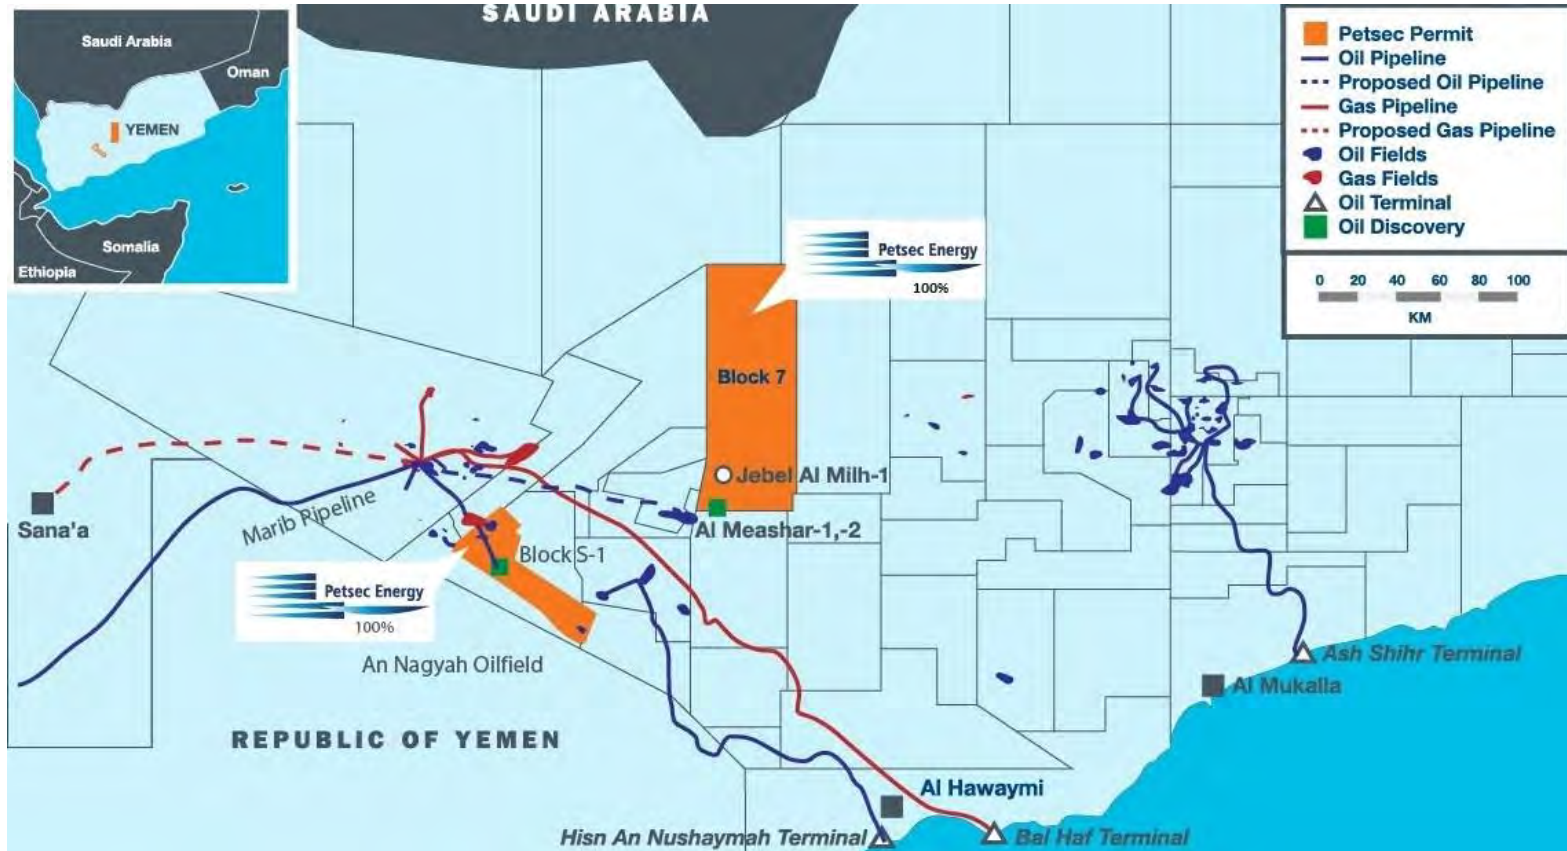 SAUDI ARABIA
Saudi Arabia
Oman
YEMEN
Somalia
Ethiopia
Petsec Permit
Oil Pipeline
Proposed Oil Pipeline
Gas Pipeline
Proposed Gas Pipeline
Oil Fields
Gas Fields
Oil Terminal
Oil Discovery
0 20 40 60 80 100
KM
Petsec Energy
100%
Block 7
Jebel Al Milh-1
Al Meashar-1,-2
Sana'a
Marib Pipeline
Block S-1
Petsec Energy
100%
An Nagyah Oilfield
REPUBLIC OF YEMEN
Ash Shihr Terminal
Al Mukalla
Al Hawaymi
Hisn An Nushaymah Terminal
Bal Haf Terminal